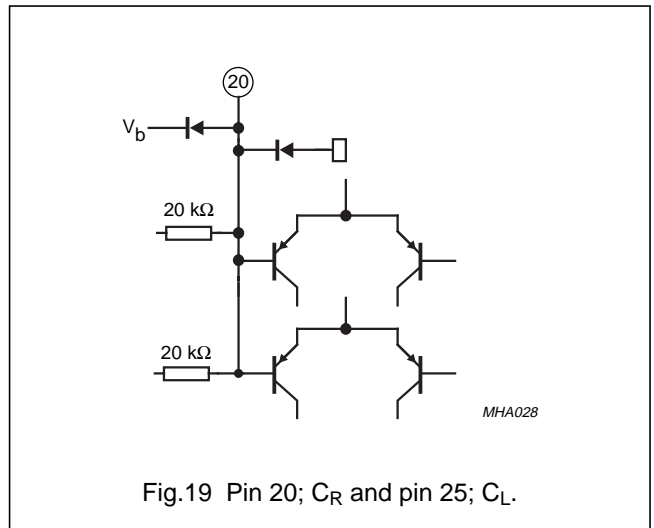 20
V_b
20 kΩ
20 kΩ
MHA028
Fig.19 Pin 20; C_R and pin 25; C_L.